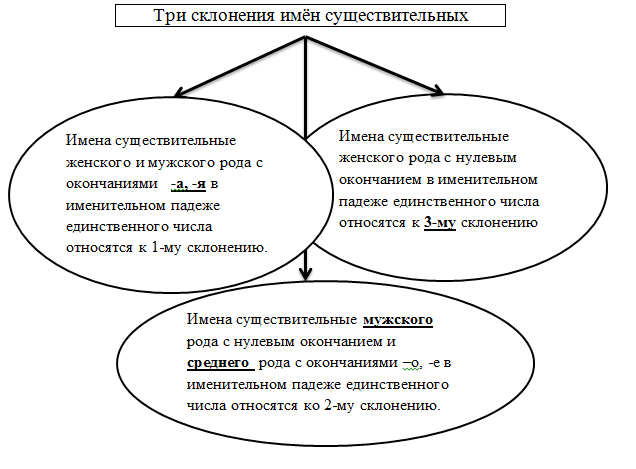 Три склонения имён существительных
Имена существительные
женского и мужского рода с
окончаниями -а, -я в
именительном падеже
единственного числа
относятся к 1-му склонению.
Имена существительные
женского рода с нулевым
окончанием в именительном
падеже единственного числа
относятся к 3-му склонению
Имена существительные мужского
рода с нулевым окончанием и
среднего рода с окончаниями –о, -е в
именительном падеже единственного
числа относятся ко 2-му склонению.